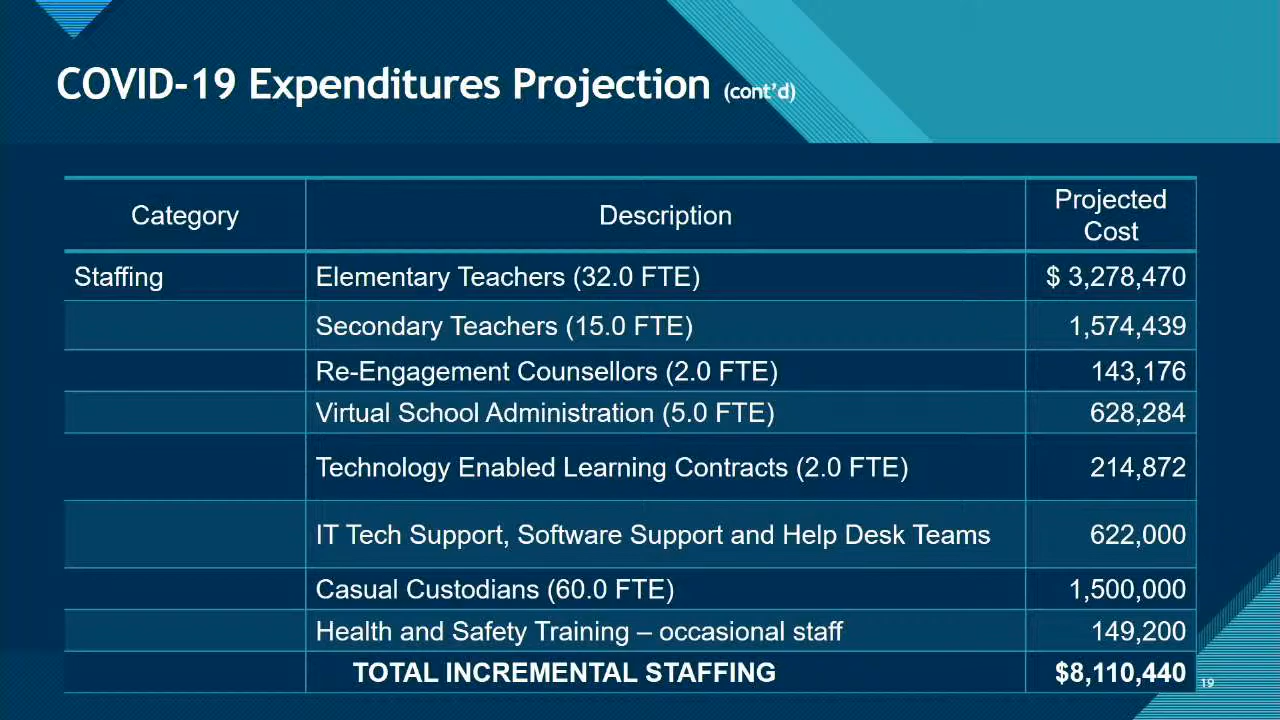 COVID-19 Expenditures Projection (cont'd)
Category Description Projected Cost
Staffing Elementary Teachers (32.0 FTE) $ 3,278,470
Secondary Teachers (15.0 FTE) 1,574,439
Re-Engagement Counsellors (2.0 FTE) 143,176
Virtual School Administration (5.0 FTE) 628,284
Technology Enabled Learning Contracts (2.0 FTE) 214,872
IT Tech Support, Software Support and Help Desk Teams 622,000
Casual Custodians (60.0 FTE) 1,500,000
Health and Safety Training – occasional staff 149,200
TOTAL INCREMENTAL STAFFING $8,110,440
19